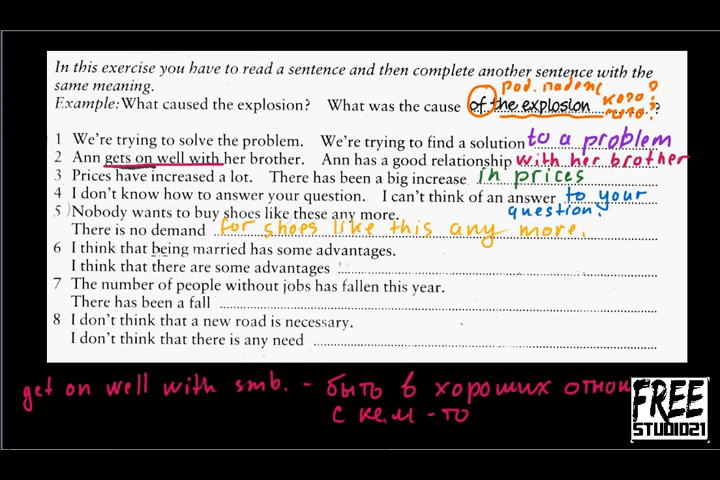 In this exercise you have to read a sentence and then complete another sentence with the
same meaning.
род. падеж
Example: What caused the explosion? What was the cause of the explosion ?
кого?
чего?
1 We're trying to solve the problem. We're trying to find a solution to a problem
2 Ann gets on well with her brother. Ann has a good relationship with her brother
3 Prices have increased a lot. There has been a big increase in prices
4 I don't know how to answer your question. I can't think of an answer to your
question.
5 Nobody wants to buy shoes like these any more.
There is no demand for shoes like this any more.
6 I think that being married has some advantages.
I think that there are some advantages
7 The number of people without jobs has fallen this year.
There has been a fall
8 I don't think that a new road is necessary.
I don't think that there is any need
get on well with smb. - быть в хороших
с кем-то
FREE
STUDIO21